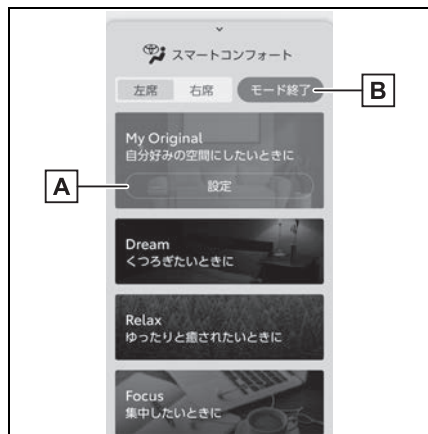 スマートコンフォート
左席 右席 モード終了
B
My Original
自分好みの空間にしたいときに
A
設定
Dream
くつろぎたいときに
Relax
ゆったりと癒されたいときに
Focus
集中したいときに